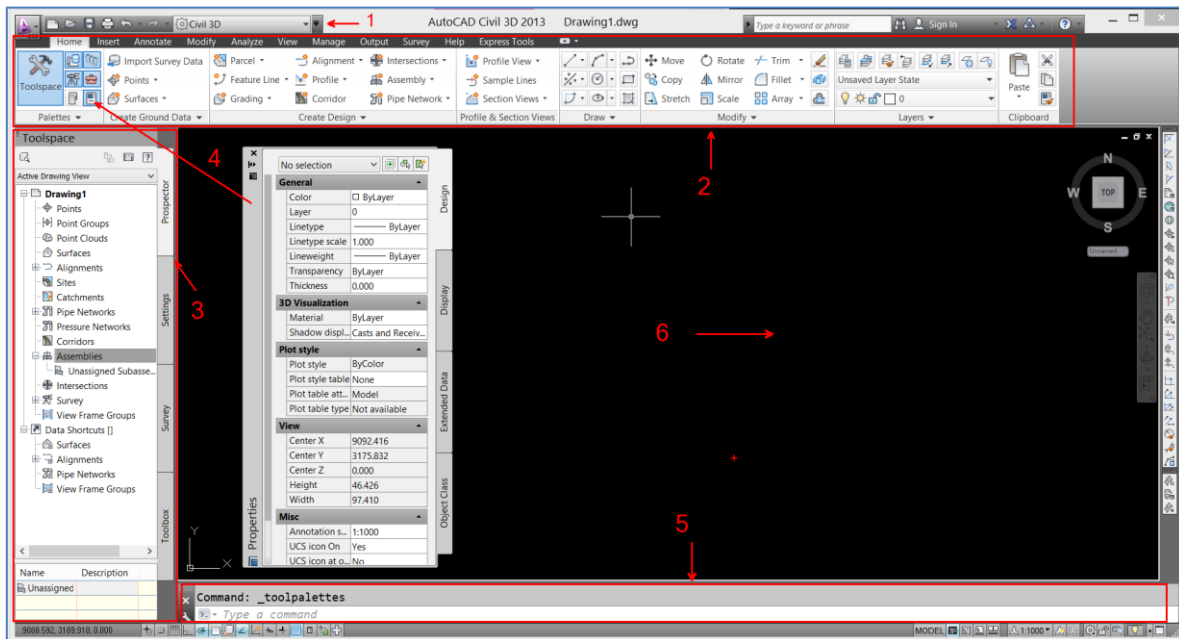 Civil 3D
1
AutoCAD Civil 3D 2013 Drawing1.dwg
Type a keyword or phrase
Sign In
Home Insert Annotate Modify Analyze View Manage Output Survey Help Express Tools
Toolspace
Import Survey Data
Points
Surfaces
Parcel
Feature Line
Grading
Alignment
Profile
Corridor
Intersections
Assembly
Pipe Network
Profile View
Sample Lines
Section Views
Move
Copy
Stretch
Rotate
Mirror
Scale
Trim
Fillet
Array
Unsaved Layer State
0
Paste
Palettes
Create Ground Data
Create Design
Profile & Section Views
Draw
Modify
Layers
Clipboard
2
Toolspace
Active Drawing View
Drawing1
Points
Point Groups
Point Clouds
Surfaces
Alignments
Sites
Catchments
Pipe Networks
Pressure Networks
Corridors
Assemblies
Unassigned Subasse...
Intersections
Survey
View Frame Groups
Data Shortcuts []
Surfaces
Alignments
Pipe Networks
View Frame Groups
Name Description
Unassigned
Prospector
Settings
Survey
Toolbox
3
4
No selection
General
Color ByLayer
Layer 0
Linetype ByLayer
Linetype scale 1.000
Lineweight ByLayer
Transparency ByLayer
Thickness 0.000
3D Visualization
Material ByLayer
Shadow displ... Casts and Receiv...
Plot style
Plot style ByColor
Plot style table None
Plot table att... Model
Plot table type Not available
View
Center X 9092.416
Center Y 3175.832
Center Z 0.000
Height 46.426
Width 97.410
Misc
Annotation s... 1:1000
UCS icon On Yes
UCS icon at o... No
Properties
Design
Display
Extended Data
Object Class
N
W TOP E
S
Unnamed
6
5
Y
X
Command: _toolpalettes
Type a command
9088.592, 3189.918, 0.000
MODEL
1:1000